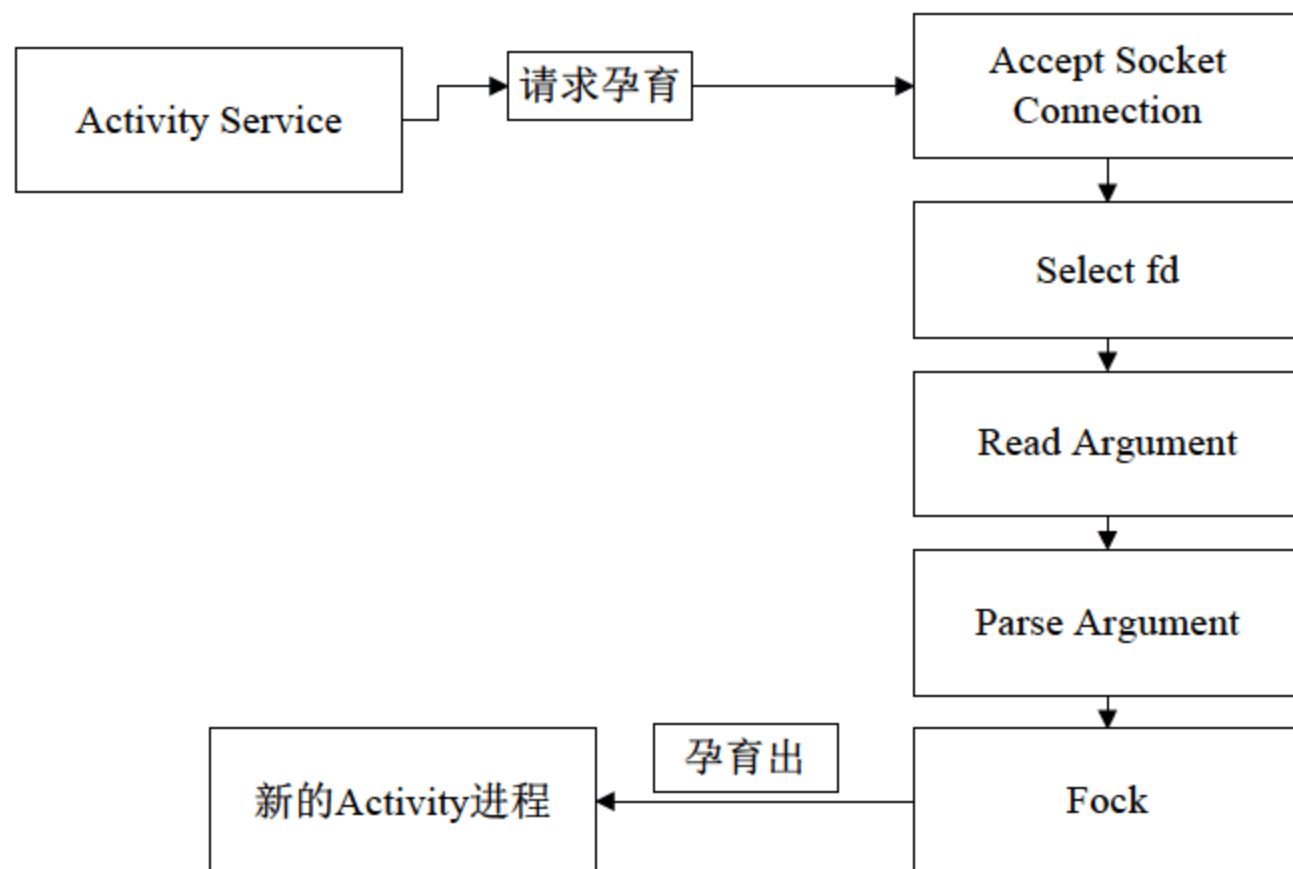 Activity Service
请求孕育
Accept Socket
Connection
Select fd
Read Argument
Parse Argument
Fock
孕育出
新的Activity进程